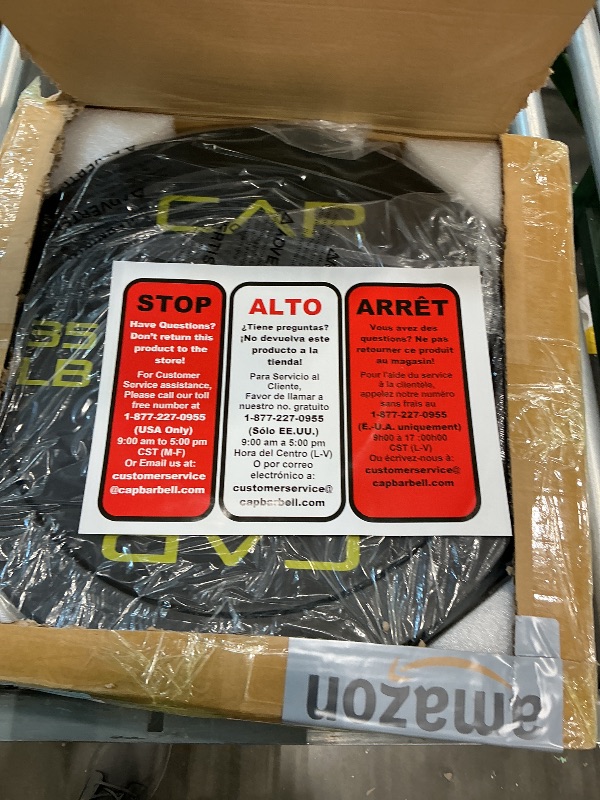 CAP
35
LB
STOP
Have Questions?
Don't return this
product to the
store!
For Customer
Service assistance,
Please call our toll
free number at
1-877-227-0955
(USA Only)
9:00 am to 5:00 pm
CST (M-F)
Or Email us at:
customerservice
@capbarbell.com
ALTO
¿Tiene preguntas?
¡No devuelva este
producto a la
tienda!
Para Servicio al
Cliente,
Favor de llamar a
nuestro no. gratuito
1-877-227-0955
(Sólo EE.UU.)
9:00 am a 5:00 pm
Hora del Centro (L-V)
O por correo
electrónico a:
customerservice@
capbarbell.com
ARRÊT
Vous avez des
questions? Ne pas
retourner ce produit
au magasin!
Pour l'aide du service
à la clientèle,
appelez notre numéro
sans frais au
1-877-227-0955
(E.-U.A. uniquement)
9h00 à 17 :00h00
CST (L-V)
Ou écrivez-nous à:
customerservice@
capbarbell.com
CAP
amazon